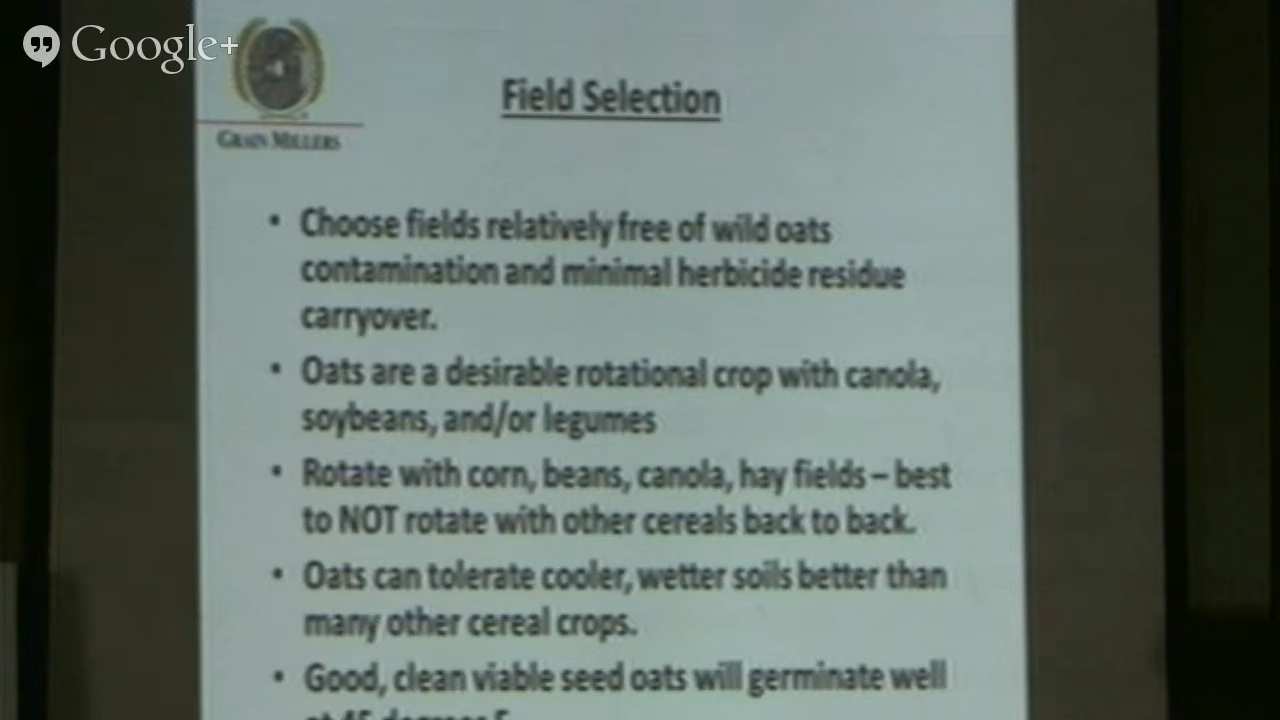 Google+
GRAIN MILLERS
Field Selection
• Choose fields relatively free of wild oats
contamination and minimal herbicide residue
carryover.
• Oats are a desirable rotational crop with canola,
soybeans, and/or legumes
• Rotate with corn, beans, canola, hay fields – best
to NOT rotate with other cereals back to back.
• Oats can tolerate cooler, wetter soils better than
many other cereal crops.
• Good, clean viable seed oats will germinate well
at 45 degrees F